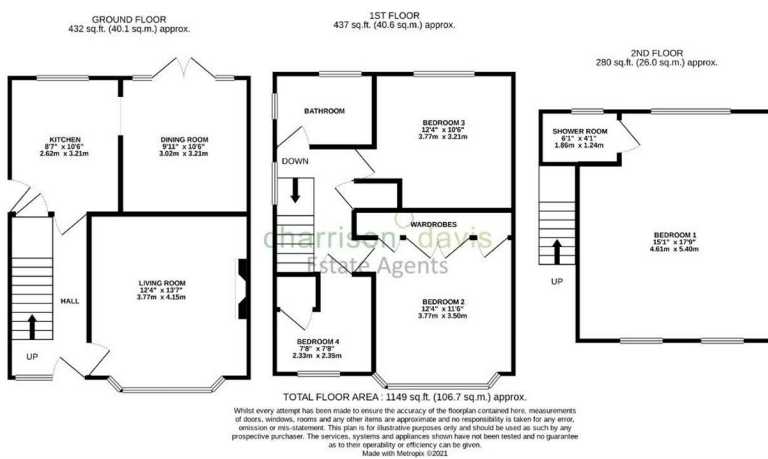 GROUND FLOOR
432 sq.ft. (40.1 sq.m.) approx.
KITCHEN
8'7" x 10'6"
2.62m x 3.21m
DINING ROOM
9'11" x 10'6"
3.02m x 3.21m
LIVING ROOM
12'4" x 13'7"
3.77m x 4.15m
HALL
UP
1ST FLOOR
437 sq.ft. (40.6 sq.m.) approx.
BATHROOM
BEDROOM 3
12'4" x 10'6"
3.77m x 3.21m
DOWN
WARDROBES
charrison davis
Estate Agents
BEDROOM 2
12'4" x 11'6"
3.77m x 3.50m
BEDROOM 4
7'8" x 7'8"
2.33m x 2.35m
2ND FLOOR
280 sq.ft. (26.0 sq.m.) approx.
SHOWER ROOM
6'1" x 4'1"
1.86m x 1.24m
BEDROOM 1
15'1" x 17'9"
4.61m x 5.40m
UP
TOTAL FLOOR AREA : 1149 sq.ft. (106.7 sq.m.) approx.
Whilst every attempt has been made to ensure the accuracy of the floorplan contained here, measurements
of doors, windows, rooms and any other items are approximate and no responsibility is taken for any error,
omission or mis-statement. This plan is for illustrative purposes only and should be used as such by any
prospective purchaser. The services, systems and appliances shown have not been tested and no guarantee
as to their operability or efficiency can be given.
Made with Metropix ©2021